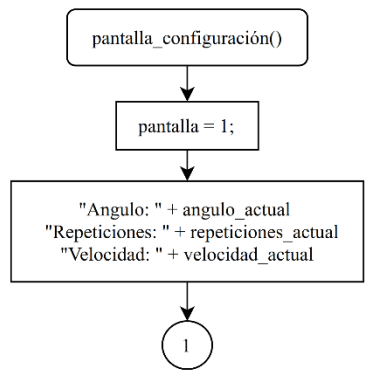 pantalla_configuración()
pantalla = 1;
"Angulo: " + angulo_actual
"Repeticiones: " + repeticiones_actual
"Velocidad: " + velocidad_actual
1